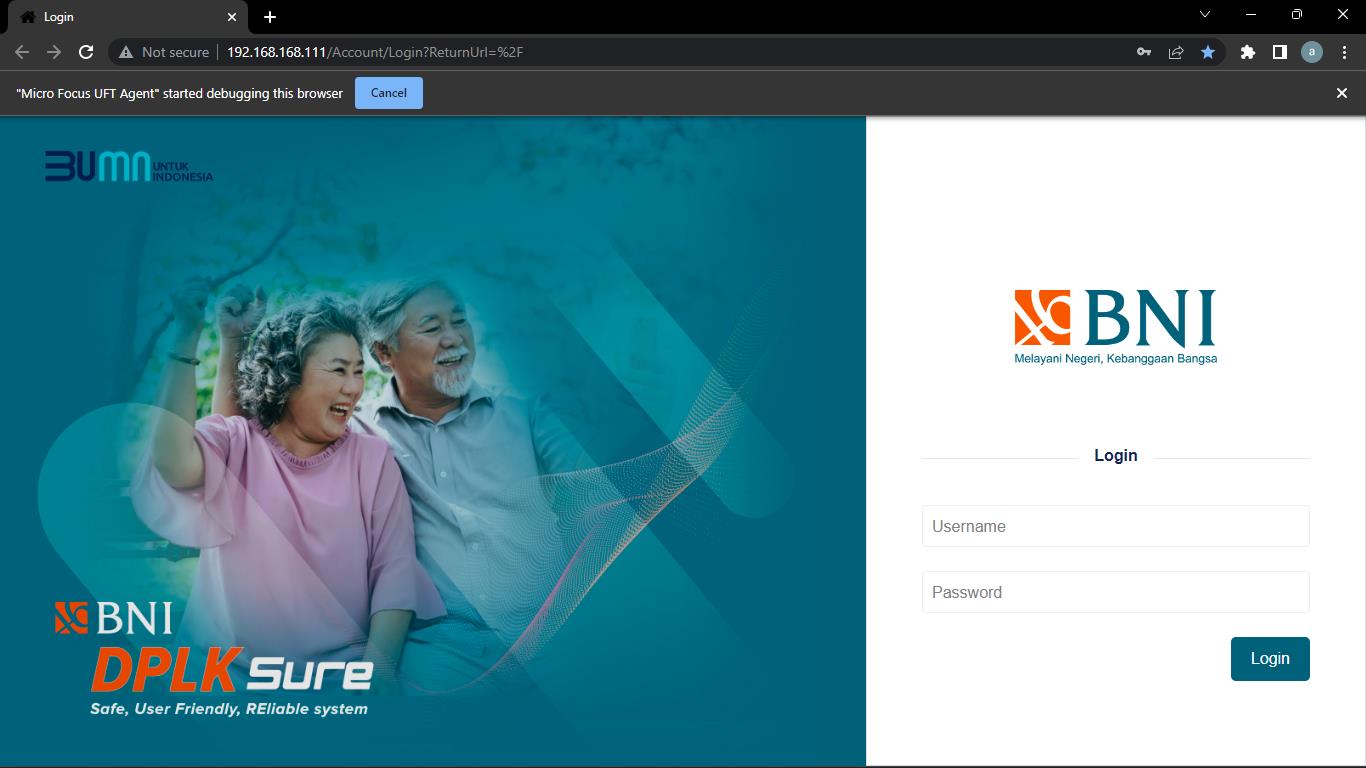 Login
Not secure
192.168.168.111/Account/Login?ReturnUrl=%2F
a
"Micro Focus UFT Agent" started debugging this browser
Cancel
BUMN UNTUK
INDONESIA
BNI
Melayani Negeri, Kebanggaan Bangsa
Login
Username
Password
Login
BNI
DPLK Sure
Safe, User Friendly, REliable system